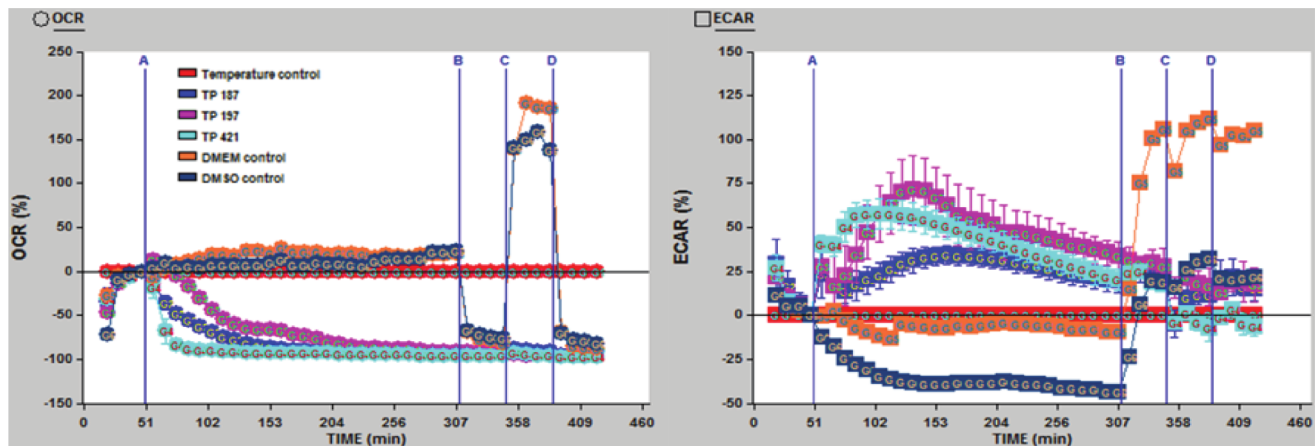 OCR
ECAR
A
B
C
D
A
B
C
D
Temperature control
TP 187
TP 197
TP 421
DMEM control
DMSO control
OCR (%)
250
200
150
100
50
0
-50
-100
-150
0
51
102
153
204
255
307
358
409
460
TIME (min)
ECAR (%)
150
125
100
75
50
25
0
-25
-50
0
51
102
153
204
256
307
358
409
460
TIME (min)